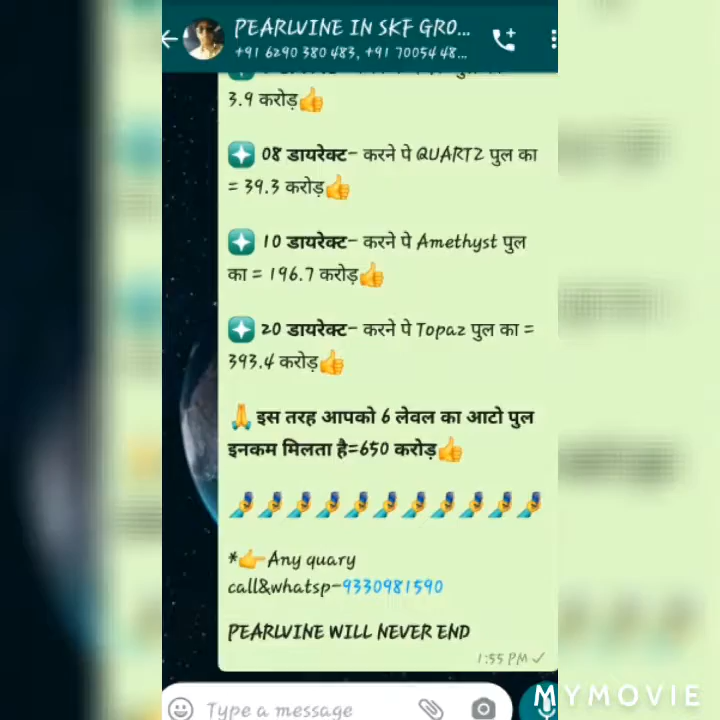 PEARLVINE IN SKF GRO...
+91 6290 380 483, +91 70054 48...
3.9 करोड़👍
08 डायरेक्ट- करने पे QUARTZ पुल का
= 39.3 करोड़👍
10 डायरेक्ट- करने पे Amethyst पुल
का = 196.7 करोड़👍
20 डायरेक्ट- करने पे Topaz पुल का =
393.4 करोड़👍
🙏इस तरह आपको 6 लेवल का आटो पुल
इनकम मिलता है=650 करोड़👍
🤳🤳🤳🤳🤳🤳🤳🤳🤳🤳🤳
*👉Any quary
call&whatsp-9330981590
PEARLVINE WILL NEVER END
1:55 PM
Type a message
MYMOVIE